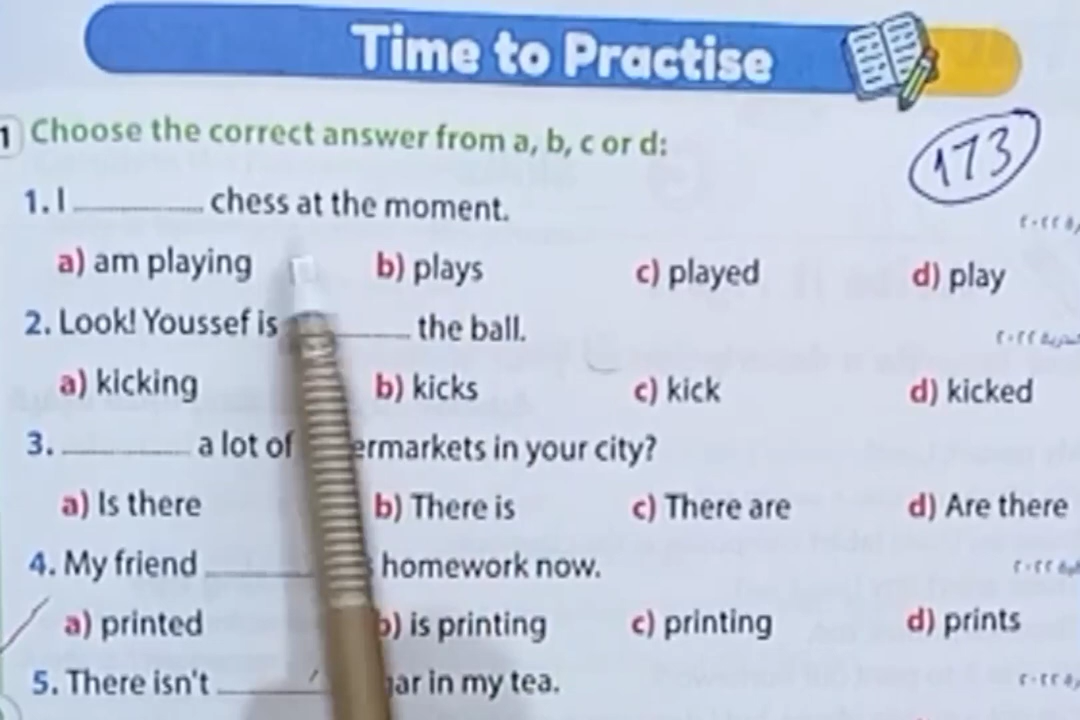 Time to Practise
1 Choose the correct answer from a, b, c or d:
173
1. I ________ chess at the moment.
a) am playing b) plays c) played d) play
2. Look! Youssef is ________ the ball.
a) kicking b) kicks c) kick d) kicked
3. ________ a lot of ermarkets in your city?
a) Is there b) There is c) There are d) Are there
4. My friend ________ homework now.
a) printed b) is printing c) printing d) prints
5. There isn't ________ in my tea.